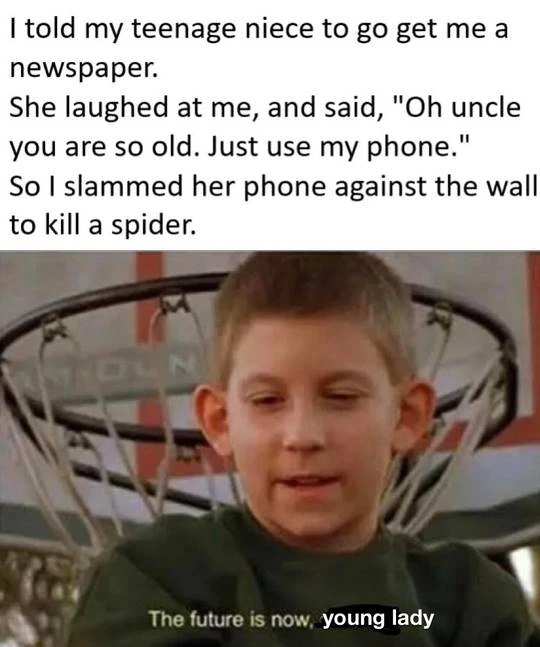 I told my teenage niece to go get me a
newspaper.
She laughed at me, and said, "Oh uncle
you are so old. Just use my phone."
So I slammed her phone against the wall
to kill a spider.
The future is now, young lady